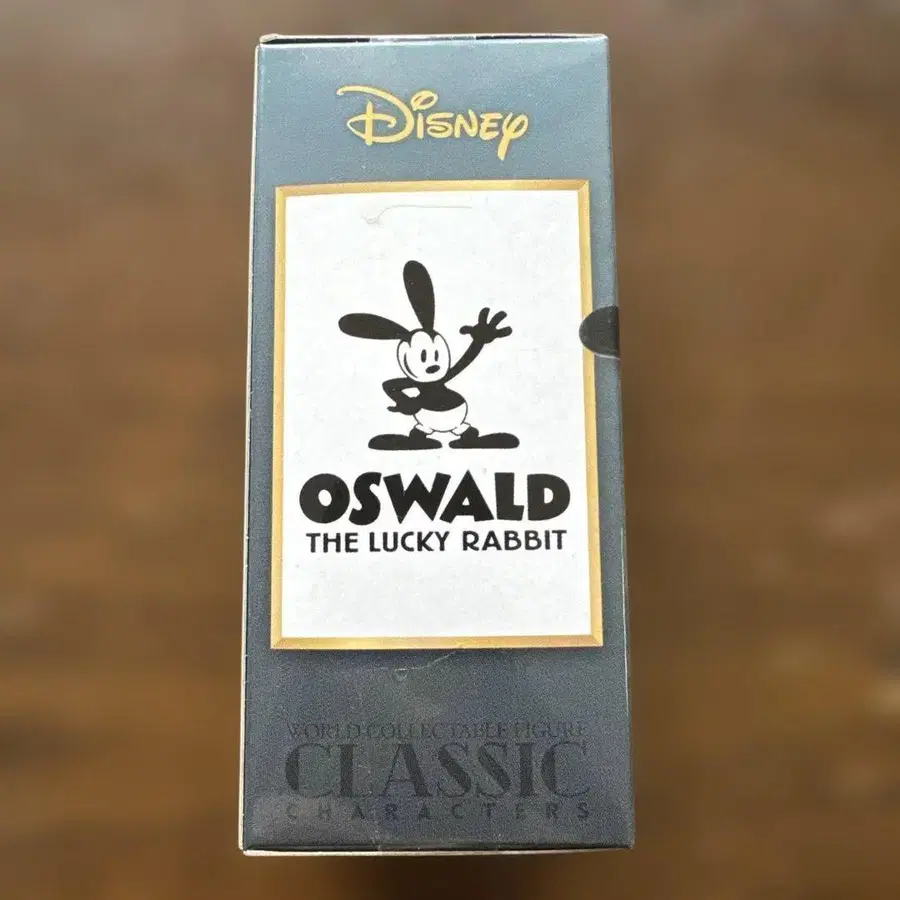 Disney
OSWALD
THE LUCKY RABBIT
WORLD COLLECTABLE FIGURE
CLASSIC
CHARACTERS